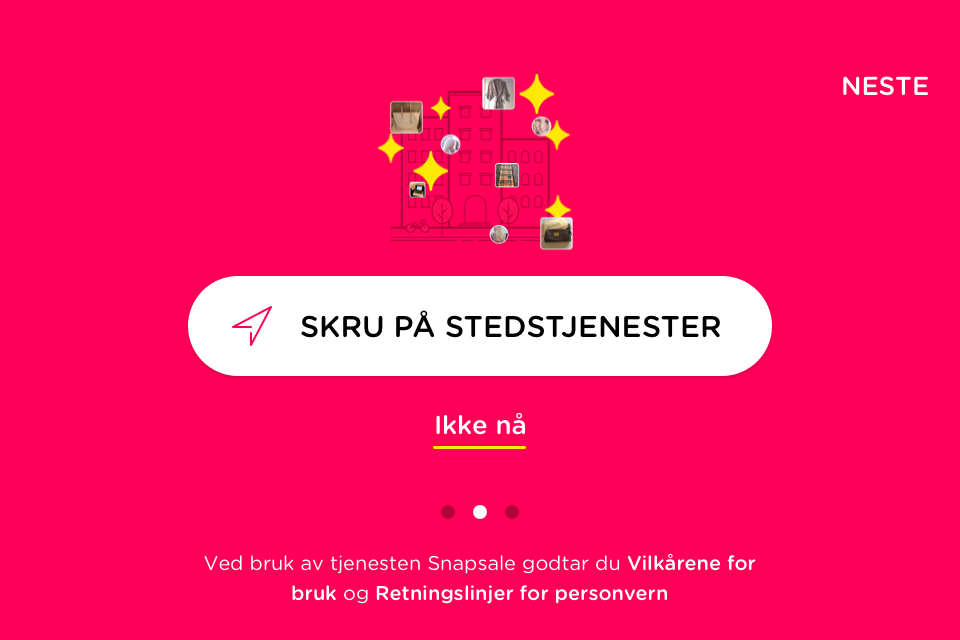 NESTE
SKRU PÅ STEDSTJENESTER
Ikke nå
Ved bruk av tjenesten Snapsale godtar du Vilkårene for
bruk og Retningslinjer for personvern